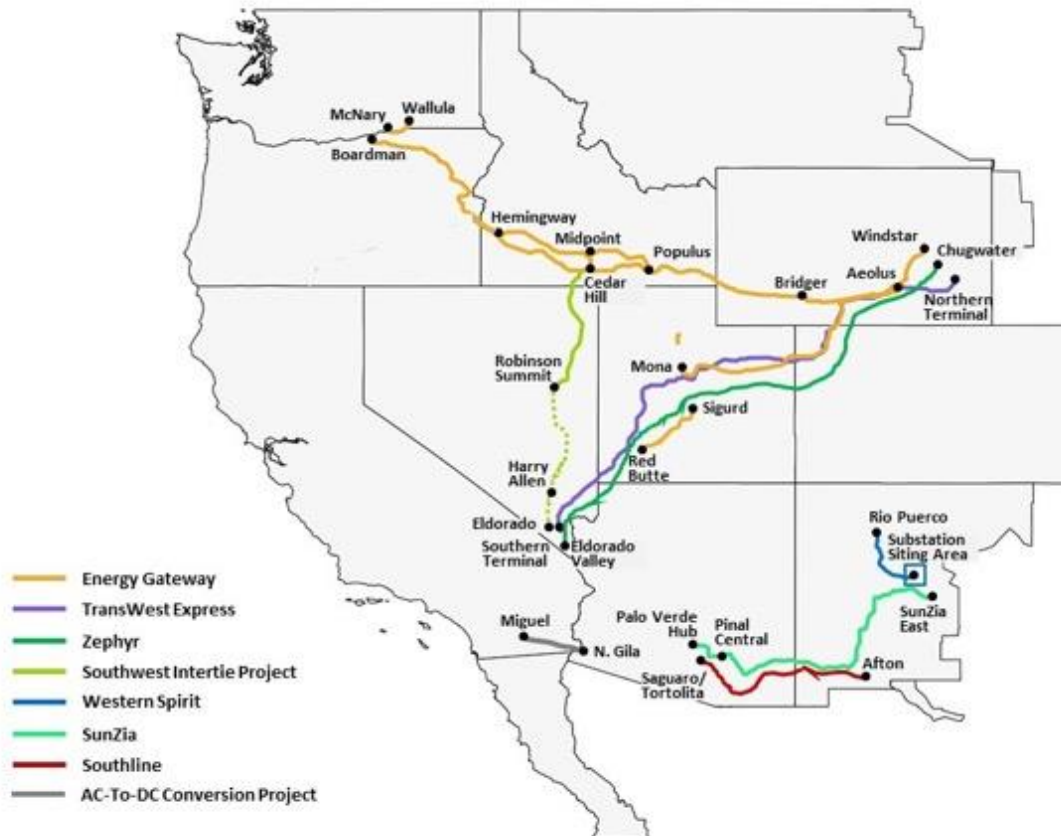 McNary
Wallula
Boardman
Hemingway
Midpoint
Populus
Cedar
Hill
Windstar
Chugwater
Bridger
Aeolus
Northern
Terminal
Robinson
Summit
Mona
Sigurd
Red
Butte
Harry
Allen
Eldorado
Southern
Terminal
Eldorado
Valley
Rio Puerco
Substation
Siting Area
SunZia
East
Miguel
N. Gila
Palo Verde
Hub
Pinal
Central
Saguaro/
Tortolita
Afton
Energy Gateway
TransWest Express
Zephyr
Southwest Intertie Project
Western Spirit
SunZia
Southline
AC-To-DC Conversion Project